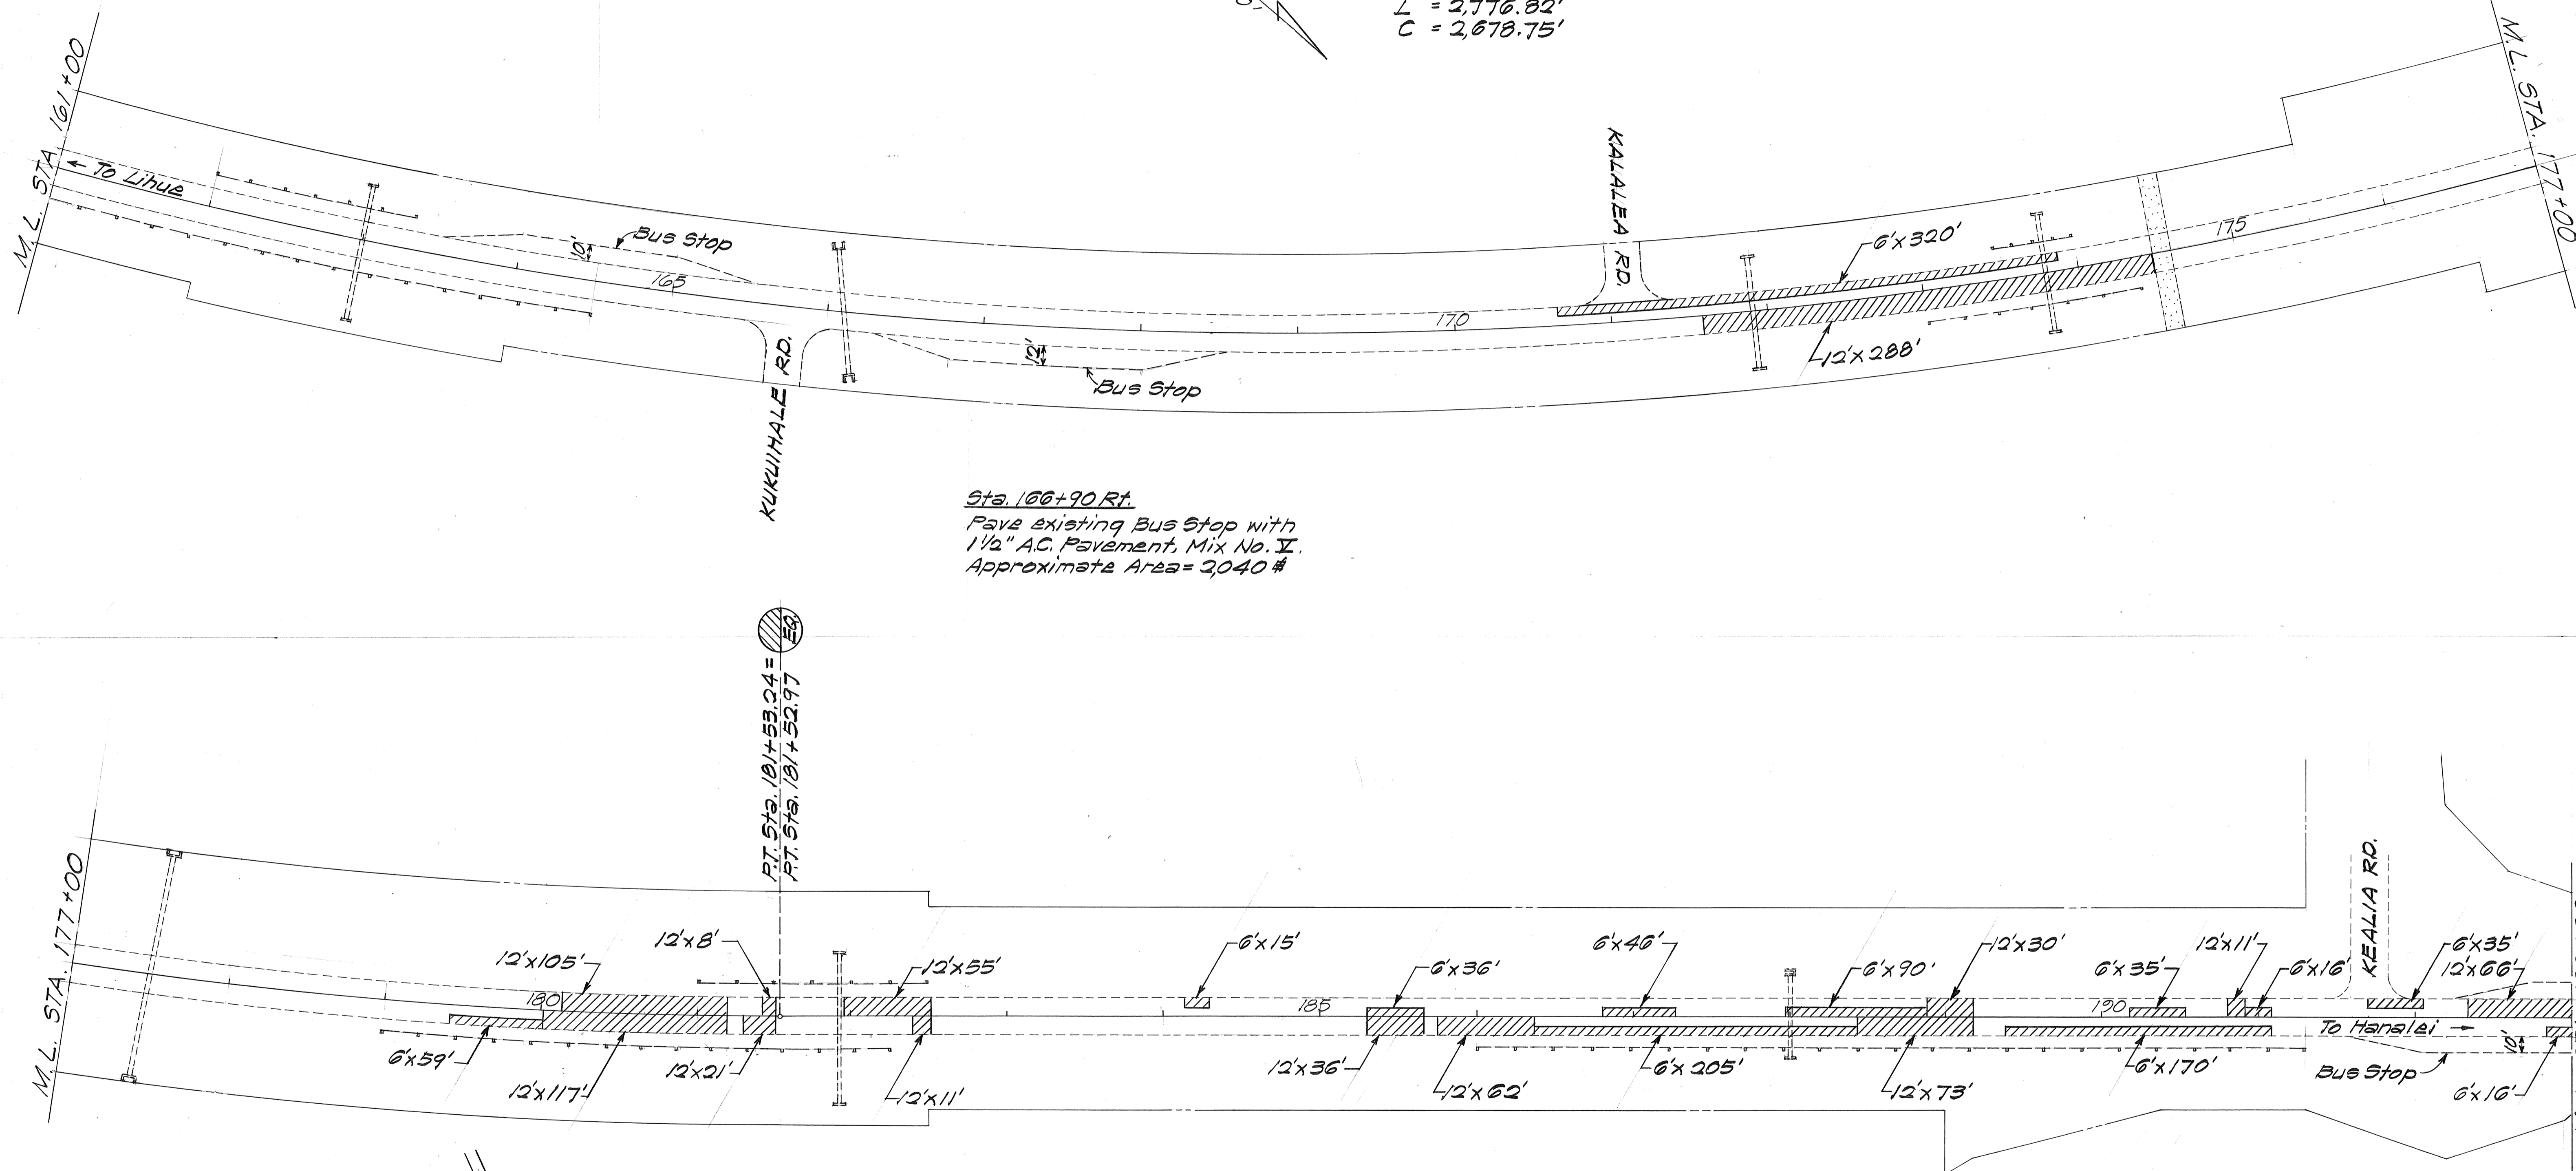 L = 2,776.82'
C = 2,678.75'
M.L. STA. 161+00
← To Lihue
10'
Bus Stop
165
KUKUIHALE RD.
12'
Bus Stop
170
KALALEA RD.
6'x320'
12'x288'
175
M.L. STA. 177+00
Sta. 166+90 Rt.
Pave existing Bus Stop with
1½" A.C. Pavement, Mix No. V.
Approximate Area = 2,040
EQ.
P.T. Sta. 181+53.24 =
P.T. Sta. 181+52.97
M.L. STA. 177+00
12'x105'
180
12'x8'
12'x55'
6'x15'
185
6'x36'
6'x46'
6'x90'
12'x30'
6'x35'
190
12'x11'
6'x16'
KEALIA RD.
6'x35'
12'x66'
To Hanalei →
10'
6'x59'
12'x117'
12'x21'
12'x11'
12'x36'
12'x62'
6'x205'
12'x73'
6'x170'
Bus Stop
6'x16'